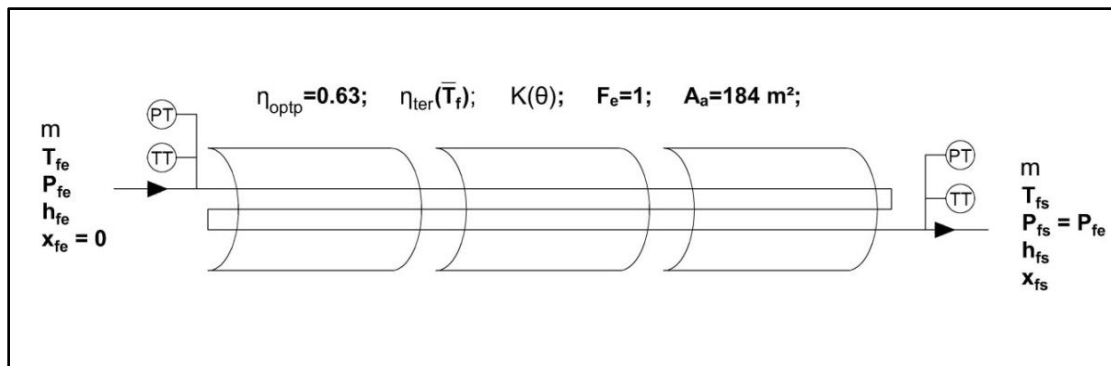 η_optp=0.63; η_ter(T̅_f); K(θ); F_e=1; A_a=184 m²;
PT
TT
m
T_fe
P_fe
h_fe
x_fe = 0
PT
TT
m
T_fs
P_fs = P_fe
h_fs
x_fs